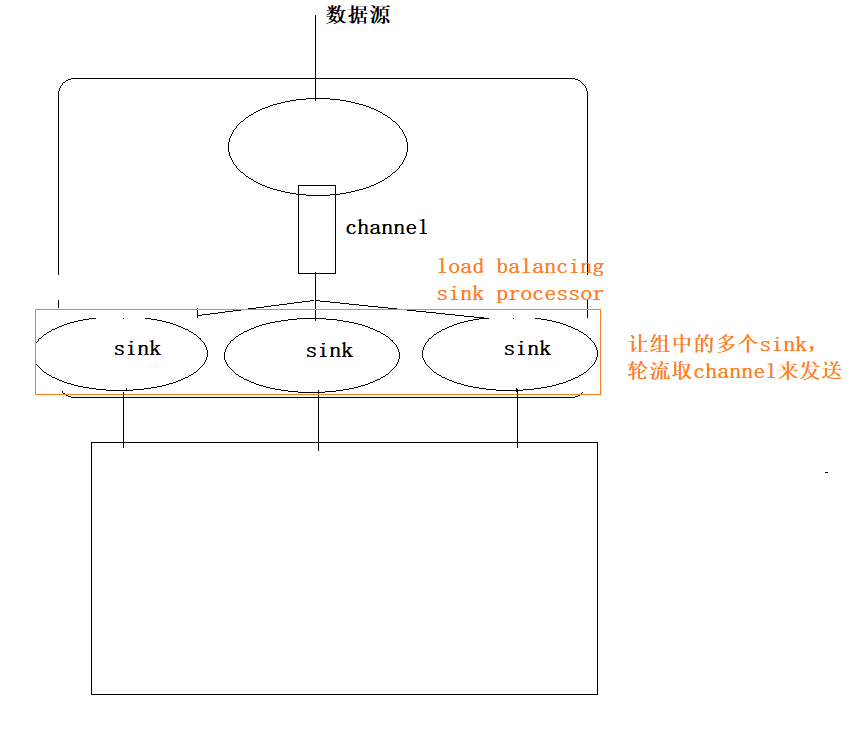 数据源
channel
load balancing
sink processor
sink
sink
sink
让组中的多个sink，
轮流取channel来发送